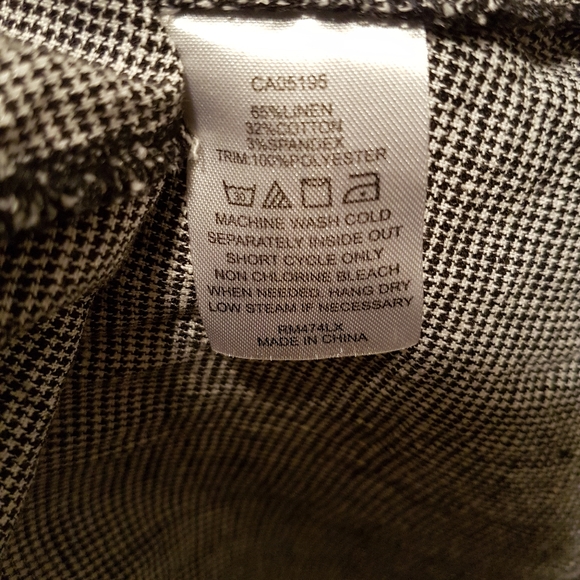 CA05195
65%LINEN
32%COTTON
3%SPANDEX
TRIM:100%POLYESTER
30
MACHINE WASH COLD
SEPARATELY INSIDE OUT
SHORT CYCLE ONLY
NON CHLORINE BLEACH
WHEN NEEDED. HANG DRY
LOW STEAM IF NECESSARY
RM474LX
MADE IN CHINA